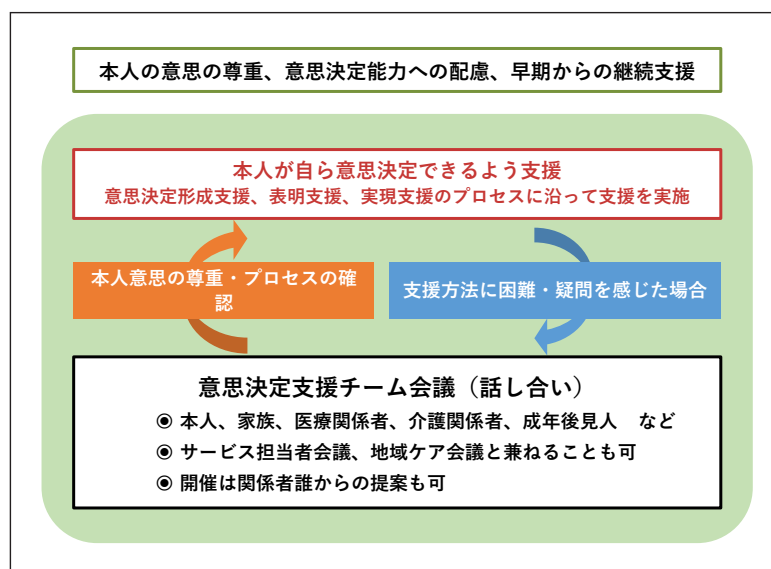 本人の意思の尊重、意思決定能力への配慮、早期からの継続支援
本人が自ら意思決定できるよう支援
意思決定形成支援、表明支援、実現支援のプロセスに沿って支援を実施
本人意思の尊重・プロセスの確
認
支援方法に困難・疑問を感じた場合
意思決定支援チーム会議（話し合い）
◉ 本人、家族、医療関係者、介護関係者、成年後見人　など
◉ サービス担当者会議、地域ケア会議と兼ねることも可
◉ 開催は関係者誰からの提案も可